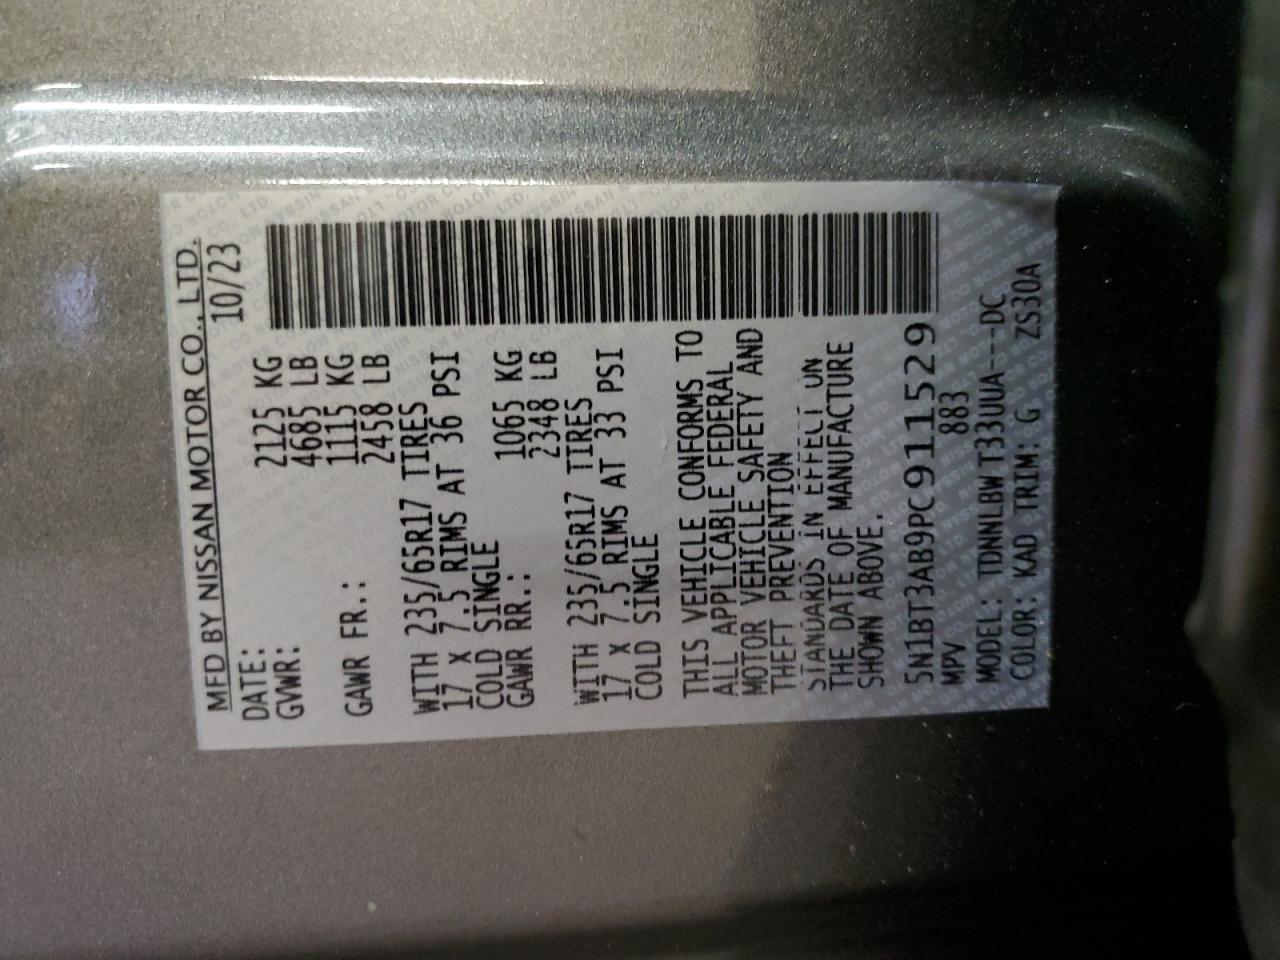 MFD BY NISSAN MOTOR CO., LTD.
DATE: 10/23
GVWR: 2125 KG
4685 LB
GAWR FR.: 1115 KG
2458 LB
WITH 235/65R17 TIRES
17 X 7.5 RIMS AT 36 PSI
COLD SINGLE
GAWR RR.: 1065 KG
2348 LB
WITH 235/65R17 TIRES
17 X 7.5 RIMS AT 33 PSI
COLD SINGLE
THIS VEHICLE CONFORMS TO
ALL APPLICABLE FEDERAL
MOTOR VEHICLE SAFETY AND
THEFT PREVENTION
STANDARDS IN EFFECT ON
THE DATE OF MANUFACTURE
SHOWN ABOVE.
5N1BT3AB9PC911529
MPV 883
MODEL: TDNNLBW T33UUA---DC
COLOR: KAD TRIM: G ZS30A